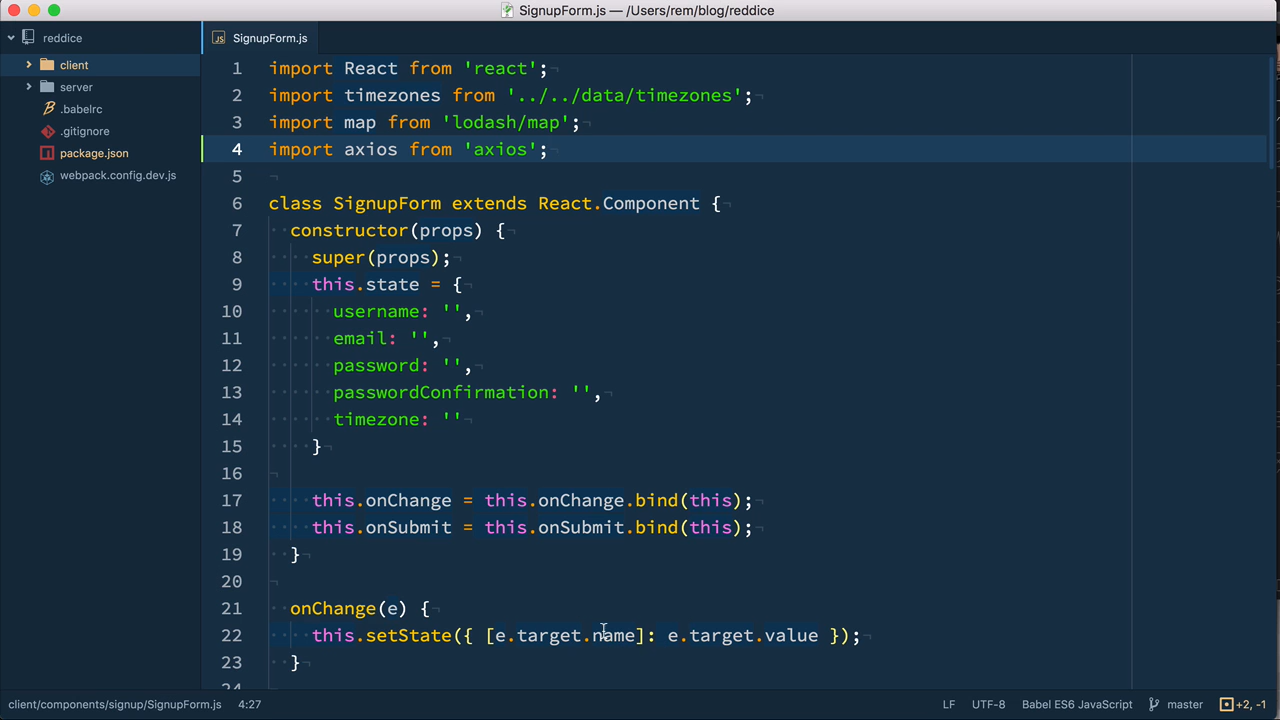 SignupForm.js — /Users/rem/blog/reddice
reddice
client
server
.babelrc
.gitignore
package.json
webpack.config.dev.js
SignupForm.js
1 import React from 'react';
2 import timezones from '../../data/timezones';
3 import map from 'lodash/map';
4 import axios from 'axios';
5
6 class SignupForm extends React.Component {
7 constructor(props) {
8 super(props);
9 this.state = {
10 username: '',
11 email: '',
12 password: '',
13 passwordConfirmation: '',
14 timezone: ''
15 }
16
17 this.onChange = this.onChange.bind(this);
18 this.onSubmit = this.onSubmit.bind(this);
19 }
20
21 onChange(e) {
22 this.setState({ [e.target.name]: e.target.value });
23 }
24
client/components/signup/SignupForm.js 4:27 LF UTF-8 Babel ES6 JavaScript master +2, -1